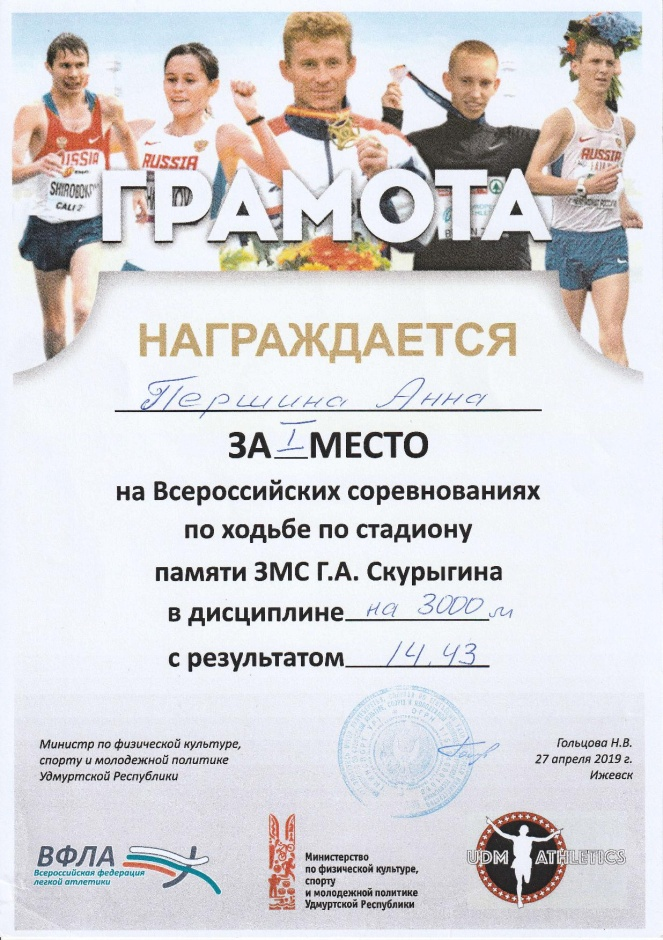 RUSSIA
RUSSIA
RUSSIA
SHIROBOK
CALI
ГРАМОТА
НАГРАЖДАЕТСЯ
Першина Анна
ЗА I МЕСТО
на Всероссийских соревнованиях
по ходьбе по стадиону
памяти ЗМС Г.А. Скурыгина
в дисциплине на 3000 м
с результатом 14.43
Министр по физической культуре,
спорту и молодежной политике
Удмуртской Республики
Гольцова Н.В.
27 апреля 2019 г.
Ижевск
ВФЛА
Всероссийская федерация
легкой атлетики
Министерство
по физической культуре,
спорту
и молодежной политике
Удмуртской Республики
UDM ATHLETICS